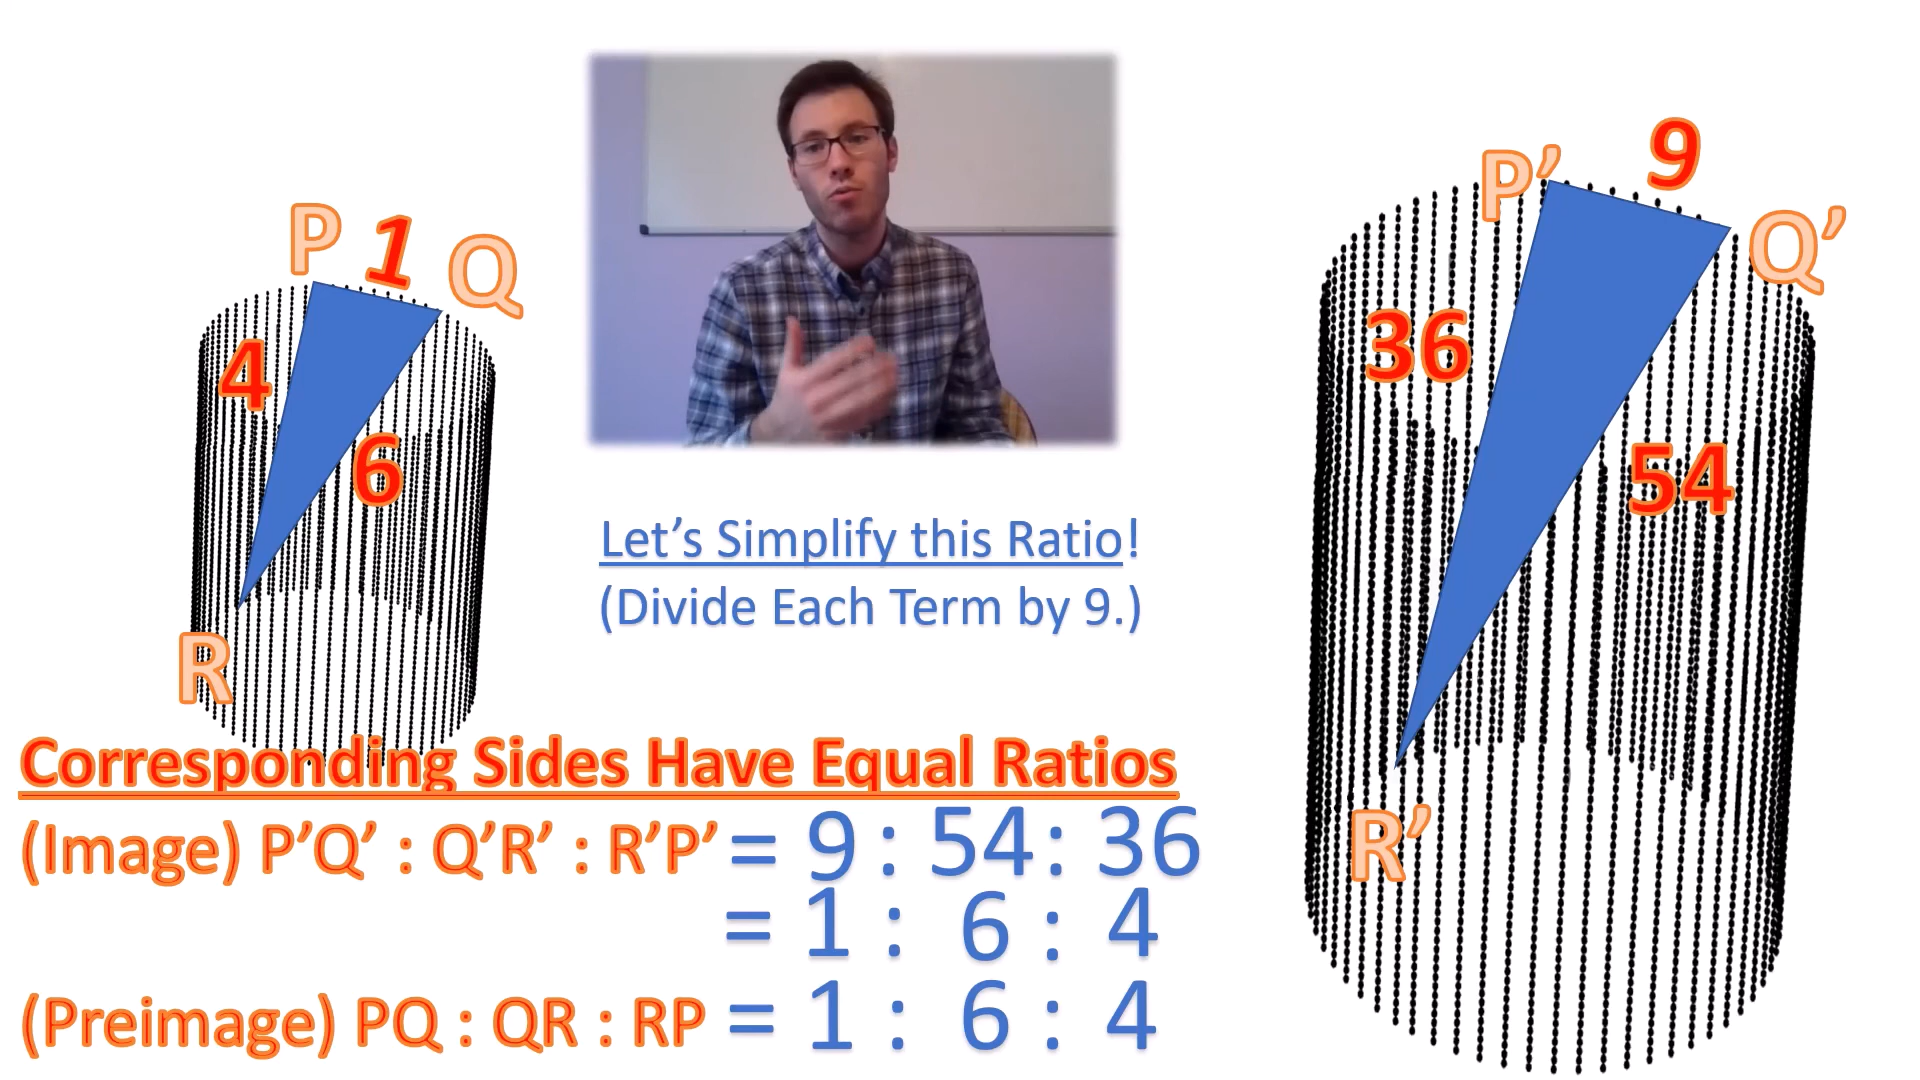 P 1 Q
4
6
R
P’ 9 Q’
36
54
R’
Let’s Simplify this Ratio!
(Divide Each Term by 9.)
Corresponding Sides Have Equal Ratios
(Image) P’Q’ : Q’R’ : R’P’ = 9 : 54 : 36
= 1 : 6 : 4
(Preimage) PQ : QR : RP = 1 : 6 : 4